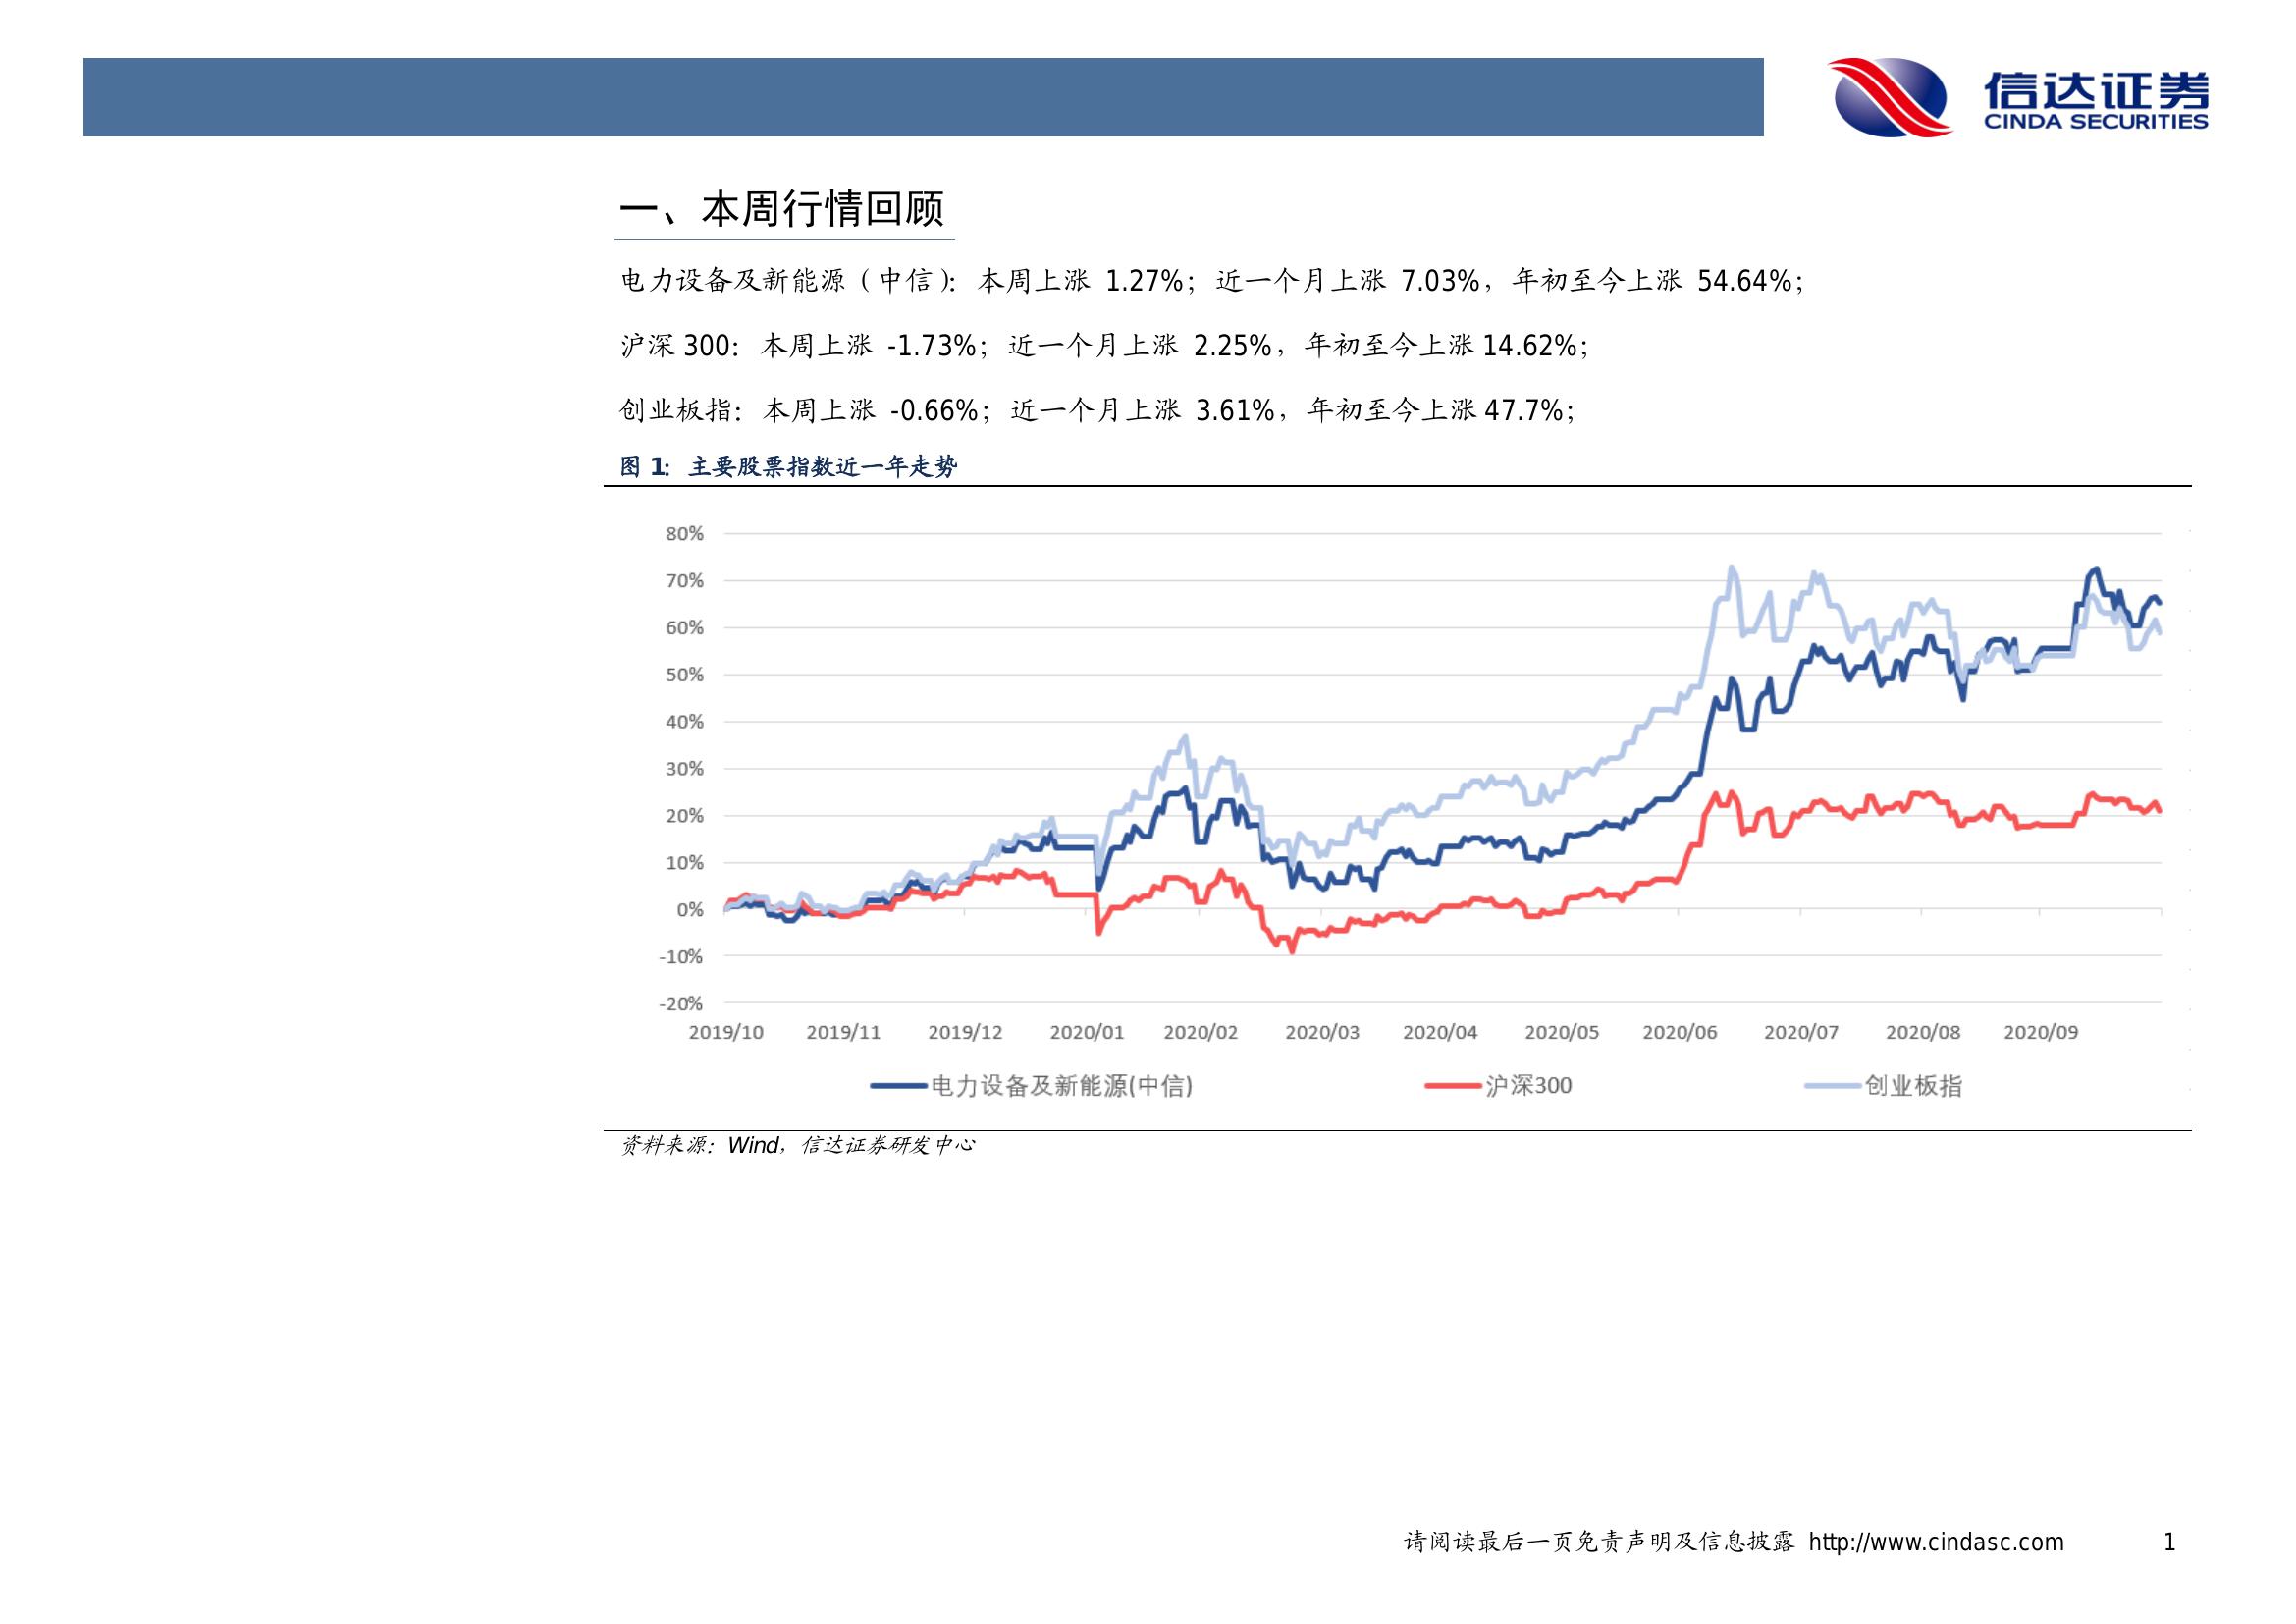 信达证券
CINDA SECURITIES
一、本周行情回顾
电力设备及新能源（中信）：本周上涨 1.27%；近一个月上涨 7.03%，年初至今上涨 54.64%；
沪深 300：本周上涨 -1.73%；近一个月上涨 2.25%，年初至今上涨 14.62%；
创业板指：本周上涨 -0.66%；近一个月上涨 3.61%，年初至今上涨 47.7%；
图 1：主要股票指数近一年走势
80%
70%
60%
50%
40%
30%
20%
10%
0%
-10%
-20%
2019/10 2019/11 2019/12 2020/01 2020/02 2020/03 2020/04 2020/05 2020/06 2020/07 2020/08 2020/09
电力设备及新能源(中信) 沪深300 创业板指
资料来源：Wind，信达证券研发中心
请阅读最后一页免责声明及信息披露 http://www.cindasc.com 1